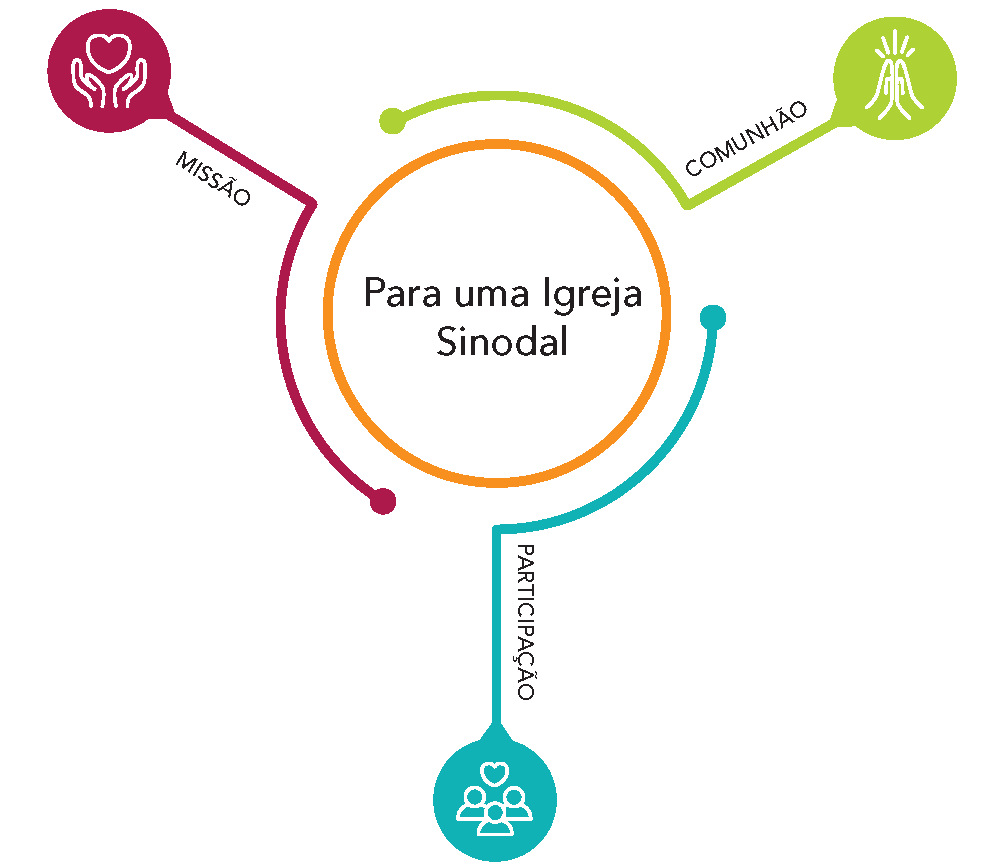 MISSÃO
COMUNHÃO
Para uma Igreja
Sinodal
PARTICIPAÇÃO